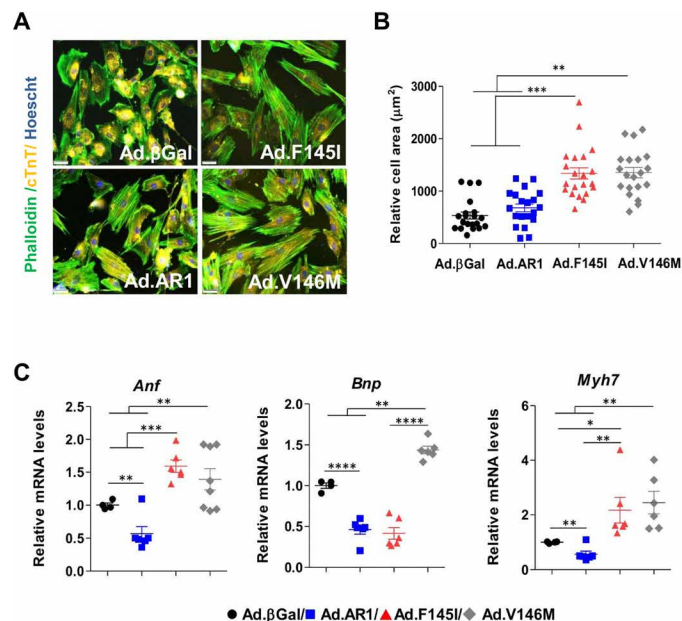 A
Phalloidin /cTnT/ Hoescht
Ad.βGal
Ad.F145I
Ad.AR1
Ad.V146M
B
Relative cell area (μm²)
3000
2000
1000
0
**
***
Ad.βGal
Ad.AR1
Ad.F145I
Ad.V146M
C
Anf
Relative mRNA levels
2.5
2.0
1.5
1.0
0.5
0.0
**
***
**
Bnp
Relative mRNA levels
2.0
1.5
1.0
0.5
0.0
**
****
****
Myh7
Relative mRNA levels
6
4
2
0
**
*
**
**
Ad.βGal/ Ad.AR1/ Ad.F145I/ Ad.V146M